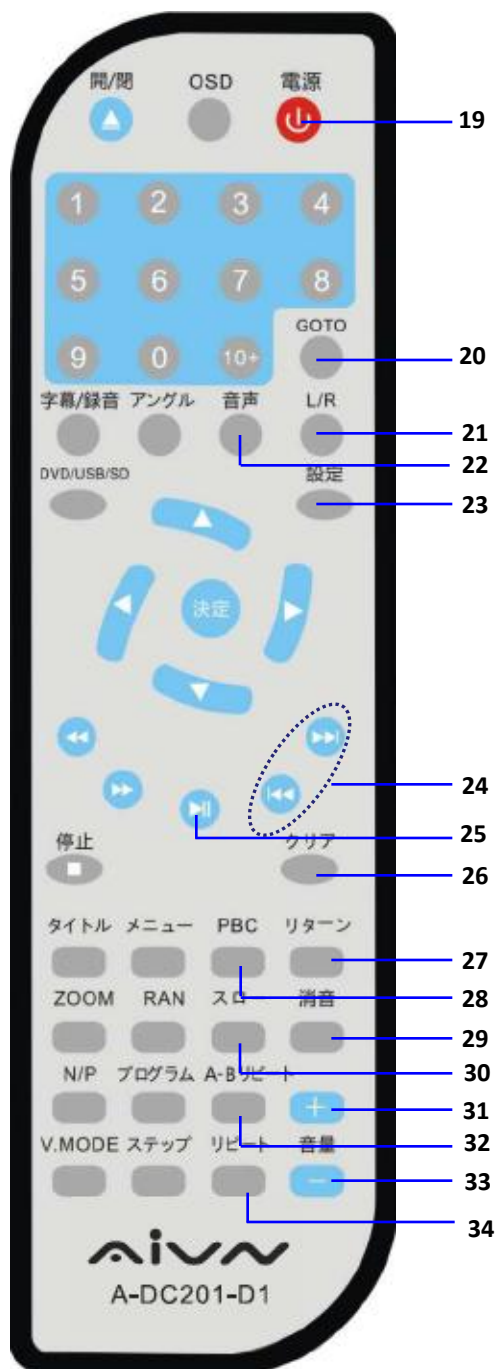 開/閉 OSD 電源
19
1 2 3 4
5 6 7 8
GOTO
9 0 10+
20
字幕/録音 アングル 音声 L/R
21
22
DVD/USB/SD 設定
23
決定
24
25
停止 クリア
26
タイトル メニュー PBC リターン
27
28
ZOOM RAN スロー 消音
29
30
N/P プログラム A-Bリピート
+
31
32
V.MODE ステップ リピート 音量
−
33
34
AiVN
A-DC201-D1